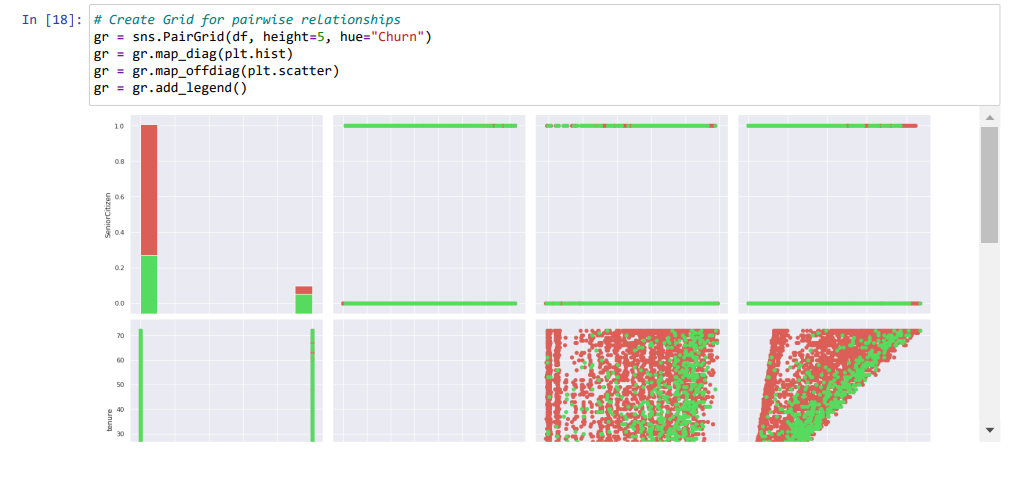 In [18]: # Create Grid for pairwise relationships
gr = sns.PairGrid(df, height=5, hue="Churn")
gr = gr.map_diag(plt.hist)
gr = gr.map_offdiag(plt.scatter)
gr = gr.add_legend()
1.0
0.8
0.6
SeniorCitizen
0.4
0.2
0.0
70
60
50
40
tenure
30